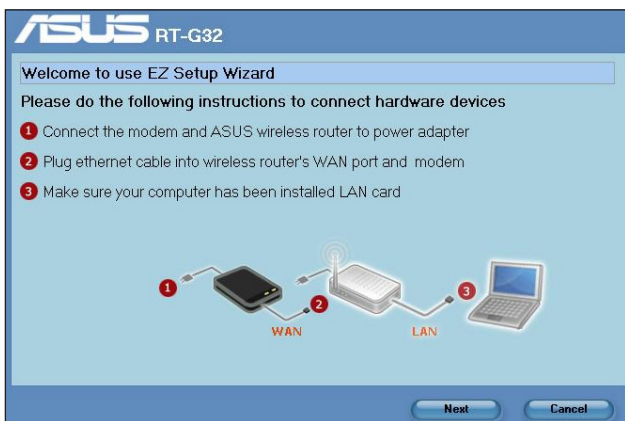 ASUS RT-G32
Welcome to use EZ Setup Wizard
Please do the following instructions to connect hardware devices
1 Connect the modem and ASUS wireless router to power adapter
2 Plug ethernet cable into wireless router's WAN port and modem
3 Make sure your computer has been installed LAN card
1
2
3
WAN
LAN
Next
Cancel